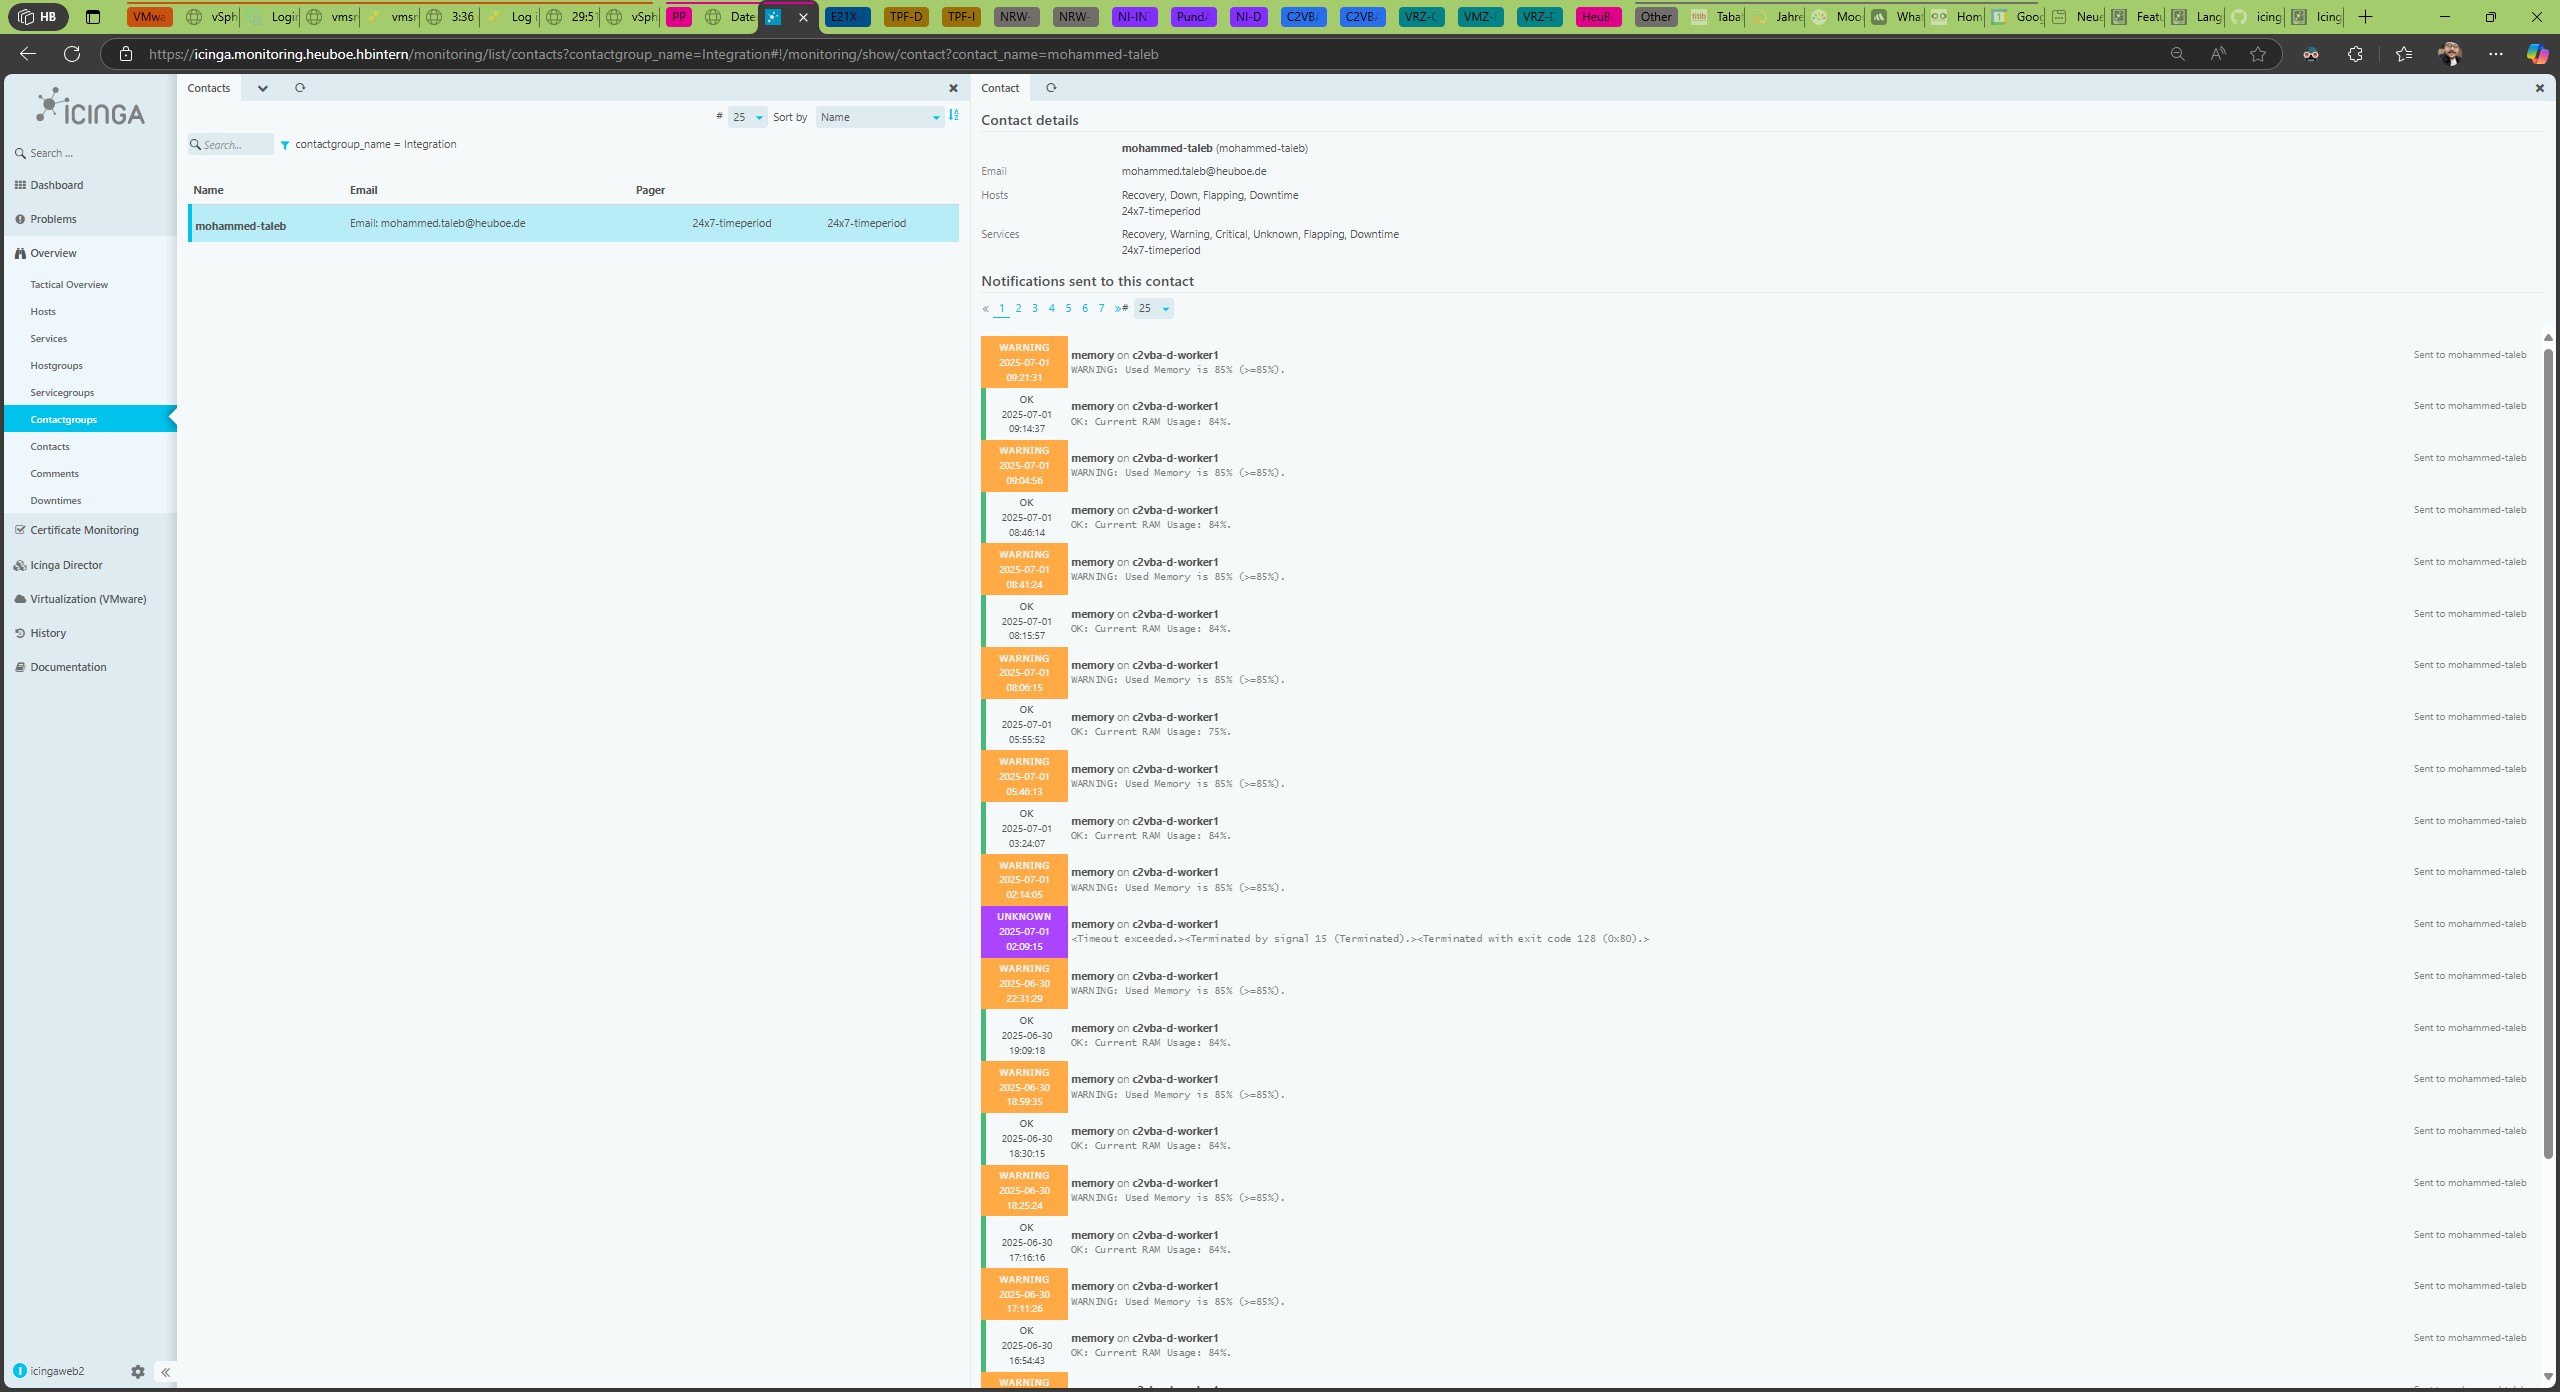 HB
VMwa
vSph
Login
vmsr
vmsr
3:36
Log i
29:51
vSph
PP
Date
E21X-
TPF-D
TPF-I
NRW-
NRW-
NI-IN
Pund
NI-D
C2VBA
C2VBA
VRZ-C
VMZ-
VRZ-D
HeuB
Other
Taba
Jahre
Moo
Wha
Hom
Goog
Neue
Featu
Lang
icing
Icing
https://icinga.monitoring.heuboe.hbintern/monitoring/list/contacts?contactgroup_name=Integration#!/monitoring/show/contact?contact_name=mohammed-taleb
ICINGA
Search ...
Dashboard
Problems
Overview
Tactical Overview
Hosts
Services
Hostgroups
Servicegroups
Contactgroups
Contacts
Comments
Downtimes
Certificate Monitoring
Icinga Director
Virtualization (VMware)
History
Documentation
icingaweb2
Contacts
# 25 Sort by Name
Search... contactgroup_name = Integration
Name Email Pager
mohammed-taleb Email: mohammed.taleb@heuboe.de 24x7-timeperiod 24x7-timeperiod
Contact
Contact details
mohammed-taleb (mohammed-taleb)
Email mohammed.taleb@heuboe.de
Hosts Recovery, Down, Flapping, Downtime
24x7-timeperiod
Services Recovery, Warning, Critical, Unknown, Flapping, Downtime
24x7-timeperiod
Notifications sent to this contact
« 1 2 3 4 5 6 7 »# 25
WARNING
2025-07-01
09:21:31
memory on c2vba-d-worker1
WARNING: Used Memory is 85% (>=85%).
Sent to mohammed-taleb
OK
2025-07-01
09:14:37
memory on c2vba-d-worker1
OK: Current RAM Usage: 84%.
Sent to mohammed-taleb
WARNING
2025-07-01
09:04:56
memory on c2vba-d-worker1
WARNING: Used Memory is 85% (>=85%).
Sent to mohammed-taleb
OK
2025-07-01
08:46:14
memory on c2vba-d-worker1
OK: Current RAM Usage: 84%.
Sent to mohammed-taleb
WARNING
2025-07-01
08:41:24
memory on c2vba-d-worker1
WARNING: Used Memory is 85% (>=85%).
Sent to mohammed-taleb
OK
2025-07-01
08:15:57
memory on c2vba-d-worker1
OK: Current RAM Usage: 84%.
Sent to mohammed-taleb
WARNING
2025-07-01
08:06:15
memory on c2vba-d-worker1
WARNING: Used Memory is 85% (>=85%).
Sent to mohammed-taleb
OK
2025-07-01
05:55:52
memory on c2vba-d-worker1
OK: Current RAM Usage: 75%.
Sent to mohammed-taleb
WARNING
2025-07-01
05:46:13
memory on c2vba-d-worker1
WARNING: Used Memory is 85% (>=85%).
Sent to mohammed-taleb
OK
2025-07-01
03:24:07
memory on c2vba-d-worker1
OK: Current RAM Usage: 84%.
Sent to mohammed-taleb
WARNING
2025-07-01
02:14:05
memory on c2vba-d-worker1
WARNING: Used Memory is 85% (>=85%).
Sent to mohammed-taleb
UNKNOWN
2025-07-01
02:09:15
memory on c2vba-d-worker1
<Timeout exceeded.><Terminated by signal 15 (Terminated).><Terminated with exit code 128 (0x80).>
Sent to mohammed-taleb
WARNING
2025-06-30
22:31:29
memory on c2vba-d-worker1
WARNING: Used Memory is 85% (>=85%).
Sent to mohammed-taleb
OK
2025-06-30
19:09:18
memory on c2vba-d-worker1
OK: Current RAM Usage: 84%.
Sent to mohammed-taleb
WARNING
2025-06-30
18:59:35
memory on c2vba-d-worker1
WARNING: Used Memory is 85% (>=85%).
Sent to mohammed-taleb
OK
2025-06-30
18:30:15
memory on c2vba-d-worker1
OK: Current RAM Usage: 84%.
Sent to mohammed-taleb
WARNING
2025-06-30
18:25:24
memory on c2vba-d-worker1
WARNING: Used Memory is 85% (>=85%).
Sent to mohammed-taleb
OK
2025-06-30
17:16:16
memory on c2vba-d-worker1
OK: Current RAM Usage: 84%.
Sent to mohammed-taleb
WARNING
2025-06-30
17:11:26
memory on c2vba-d-worker1
WARNING: Used Memory is 85% (>=85%).
Sent to mohammed-taleb
OK
2025-06-30
16:54:43
memory on c2vba-d-worker1
OK: Current RAM Usage: 84%.
Sent to mohammed-taleb
WARNING